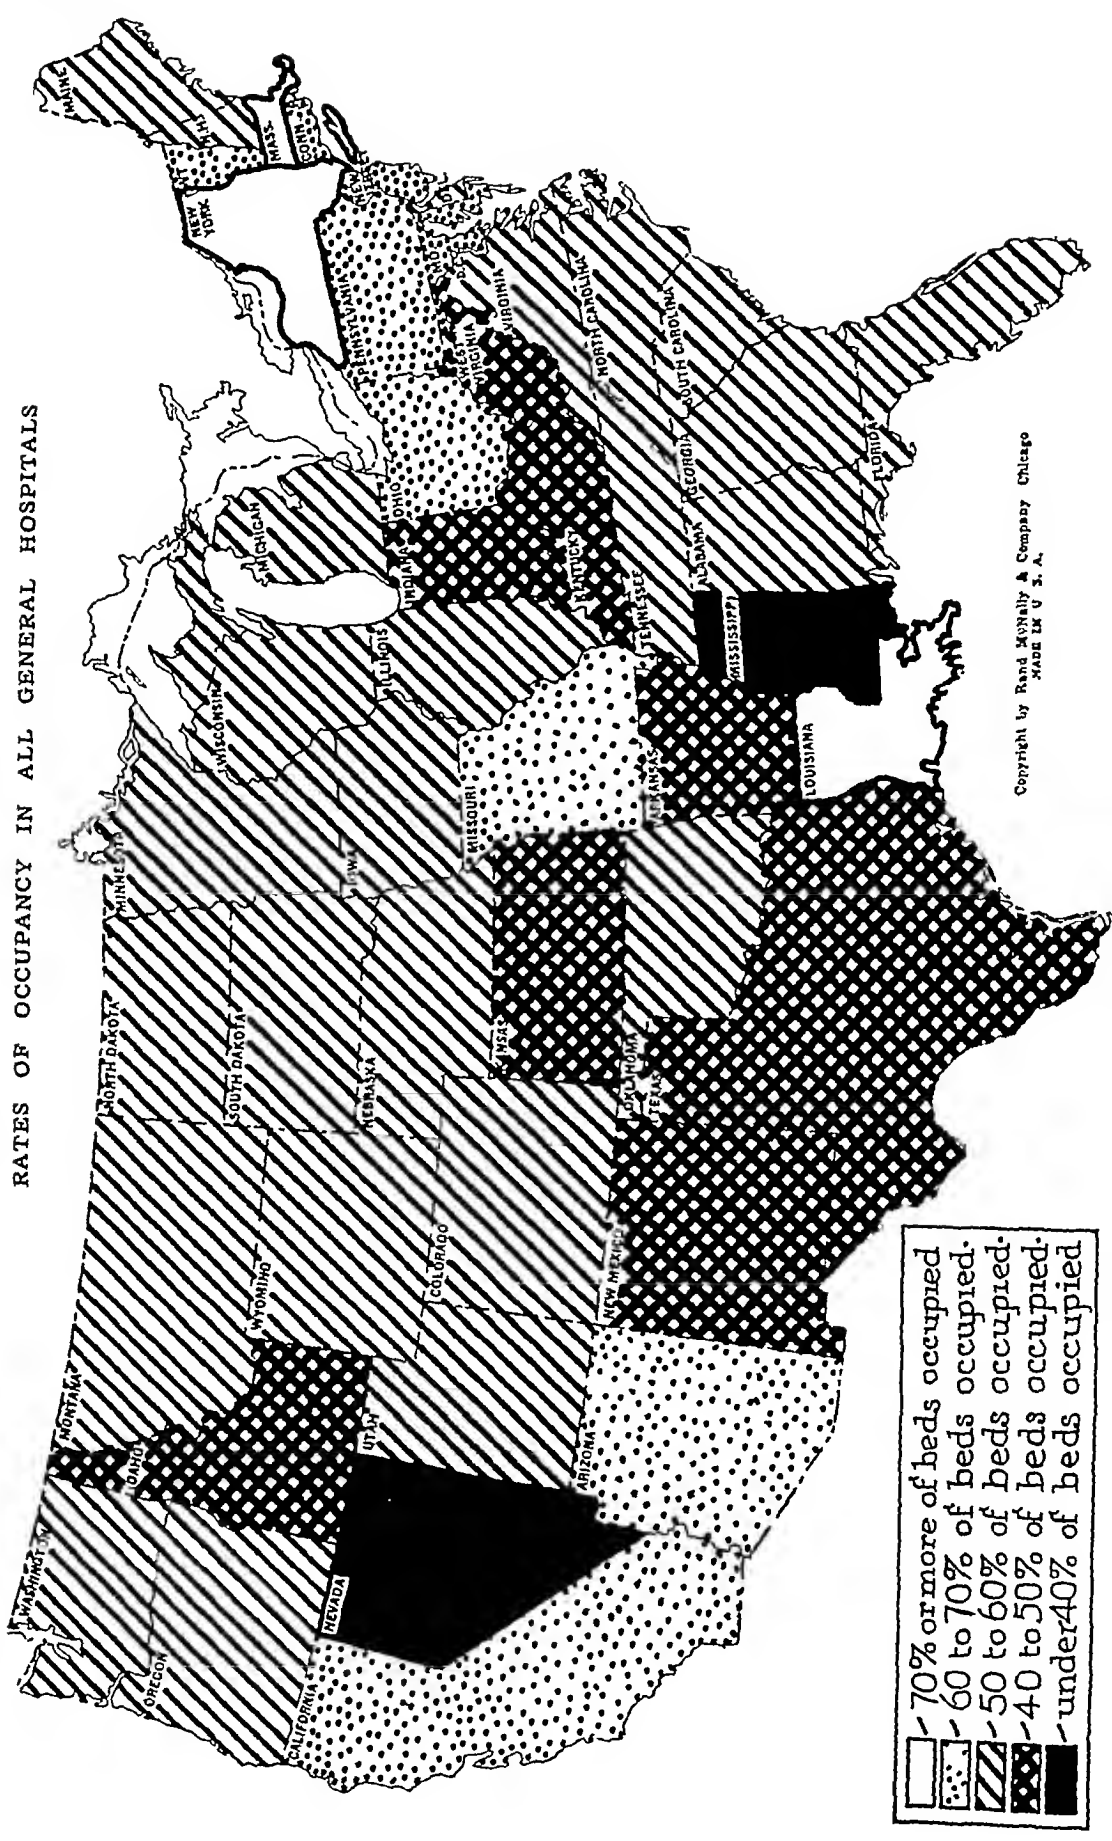 RATES OF OCCUPANCY IN ALL GENERAL HOSPITALS
WASHINGTON
MONTANA
NORTH DAKOTA
MINNESOTA
WISCONSIN
MICHIGAN
MAINE
N.H.
VT.
MASS.
CONN.
NEW
YORK
OREGON
IDAHO
WYOMING
SOUTH DAKOTA
IOWA
ILLINOIS
INDIANA
OHIO
PENNSYLVANIA
NEW
JER.
MD.
D.C.
WEST
VIRGINIA
VIRGINIA
CALIFORNIA
NEVADA
UTAH
COLORADO
NEBRASKA
KANSAS
MISSOURI
KENTUCKY
TENNESSEE
NORTH CAROLINA
SOUTH CAROLINA
ARIZONA
NEW MEXICO
OKLAHOMA
TEXAS
ARKANSAS
LOUISIANA
MISSISSIPPI
ALABAMA
GEORGIA
FLORIDA
Copyright by Rand McNally & Company Chicago
MADE IN U S. A.
70% or more of beds occupied
60 to 70% of beds occupied.
50 to 60% of beds occupied.
40 to 50% of beds occupied.
under 40% of beds occupied